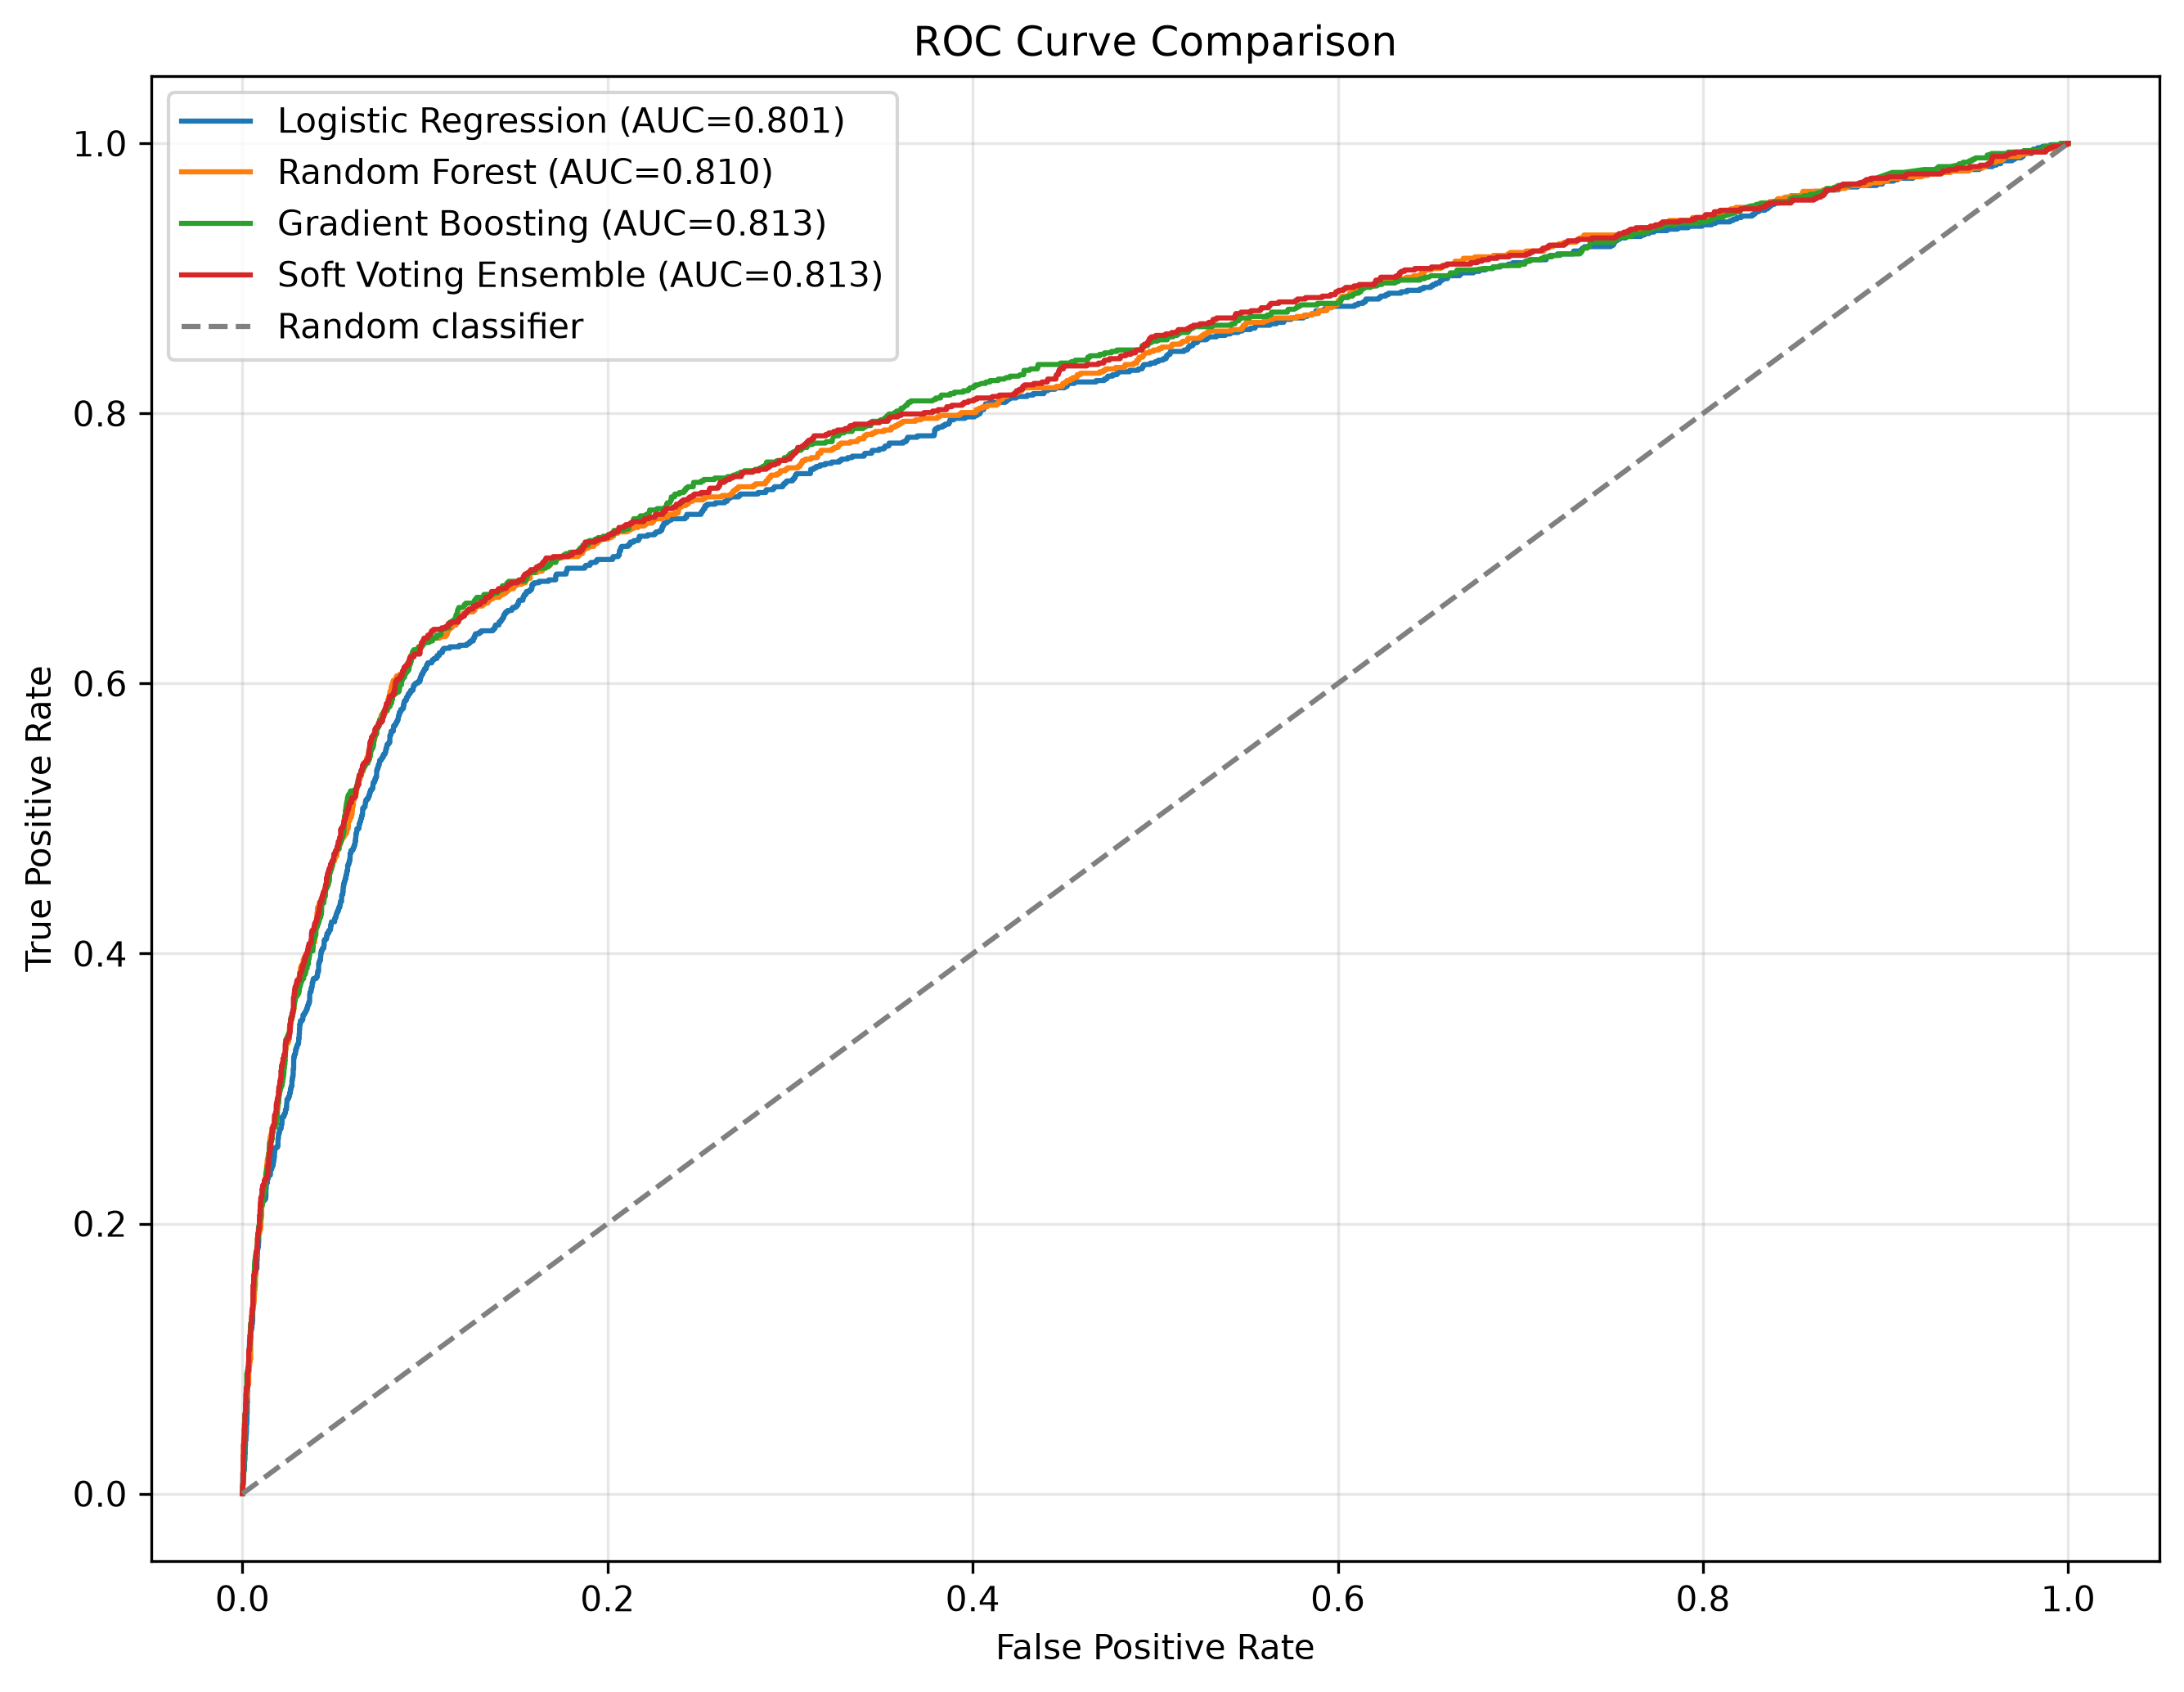 ROC Curve Comparison
Logistic Regression (AUC=0.801)
Random Forest (AUC=0.810)
Gradient Boosting (AUC=0.813)
Soft Voting Ensemble (AUC=0.813)
Random classifier
True Positive Rate
1.0
0.8
0.6
0.4
0.2
0.0
0.0 0.2 0.4 0.6 0.8 1.0
False Positive Rate